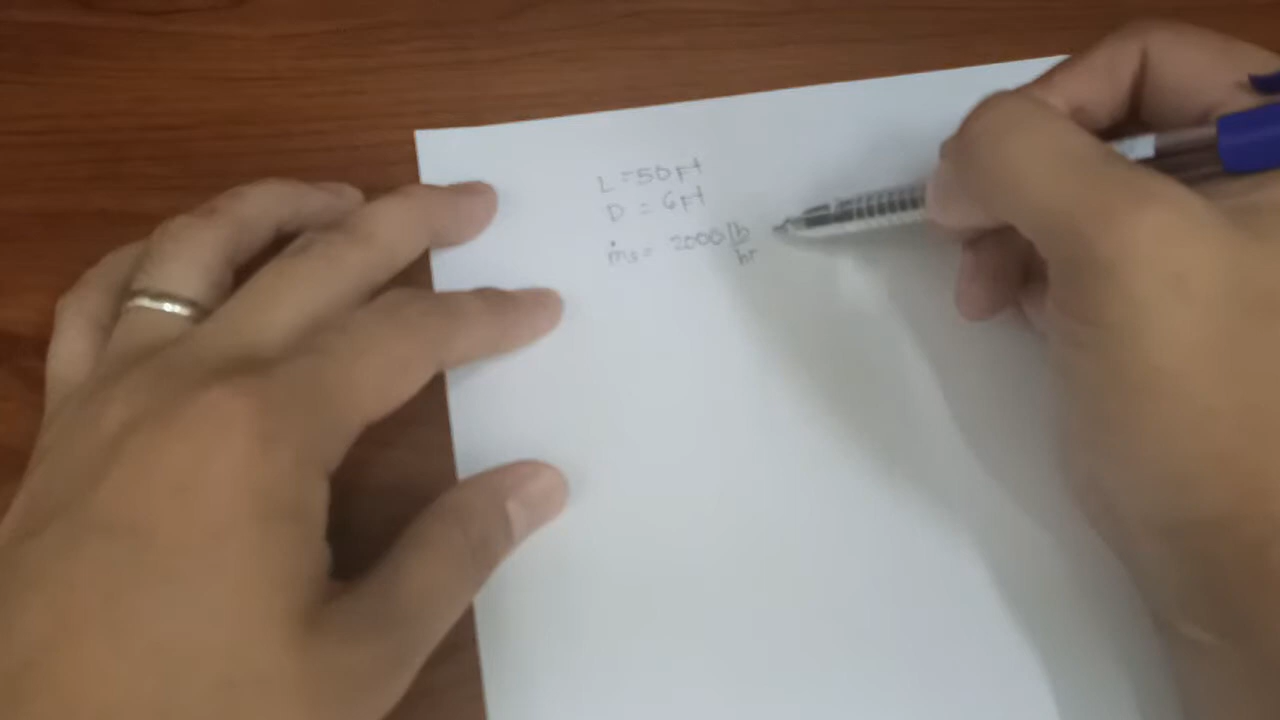 L = 50 Ft
D = 6 Ft
ṁs = 2000 lb/hr